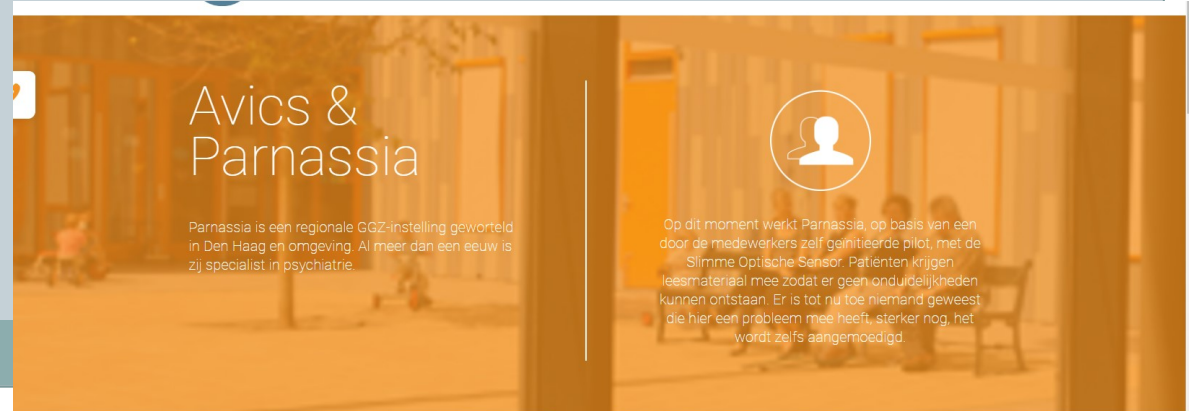 Avics &
Parnassia
Parnassia is een regionale GGZ-instelling geworteld
in Den Haag en omgeving. Al meer dan een eeuw is
zij specialist in psychiatrie.
Op dit moment werkt Parnassia, op basis van een
door de medewerkers zelf geïnitieerde pilot, met de
Slimme Optische Sensor. Patiënten krijgen
leesmateriaal mee zodat er geen onduidelijkheden
kunnen ontstaan. Er is tot nu toe niemand geweest
die hier een probleem mee heeft, sterker nog, het
wordt zelfs aangemoedigd.